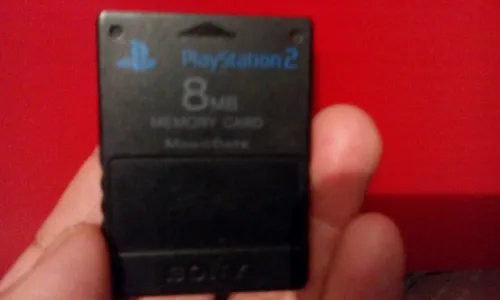 PlayStation 2
8MB
MEMORY CARD
MagicGate
SONY